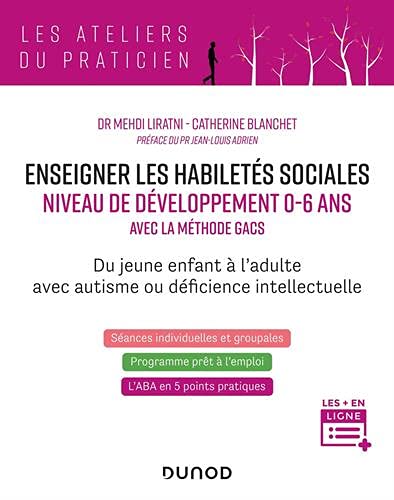 LES ATELIERS
DU PRATICIEN
DR MEHDI LIRATNI - CATHERINE BLANCHET
PRÉFACE DU PR JEAN-LOUIS ADRIEN
ENSEIGNER LES HABILETÉS SOCIALES
NIVEAU DE DÉVELOPPEMENT 0-6 ANS
AVEC LA MÉTHODE GACS
Du jeune enfant à l'adulte
avec autisme ou déficience intellectuelle
Séances individuelles et groupales
Programme prêt à l'emploi
L'ABA en 5 points pratiques
LES + EN
LIGNE
DUNOD